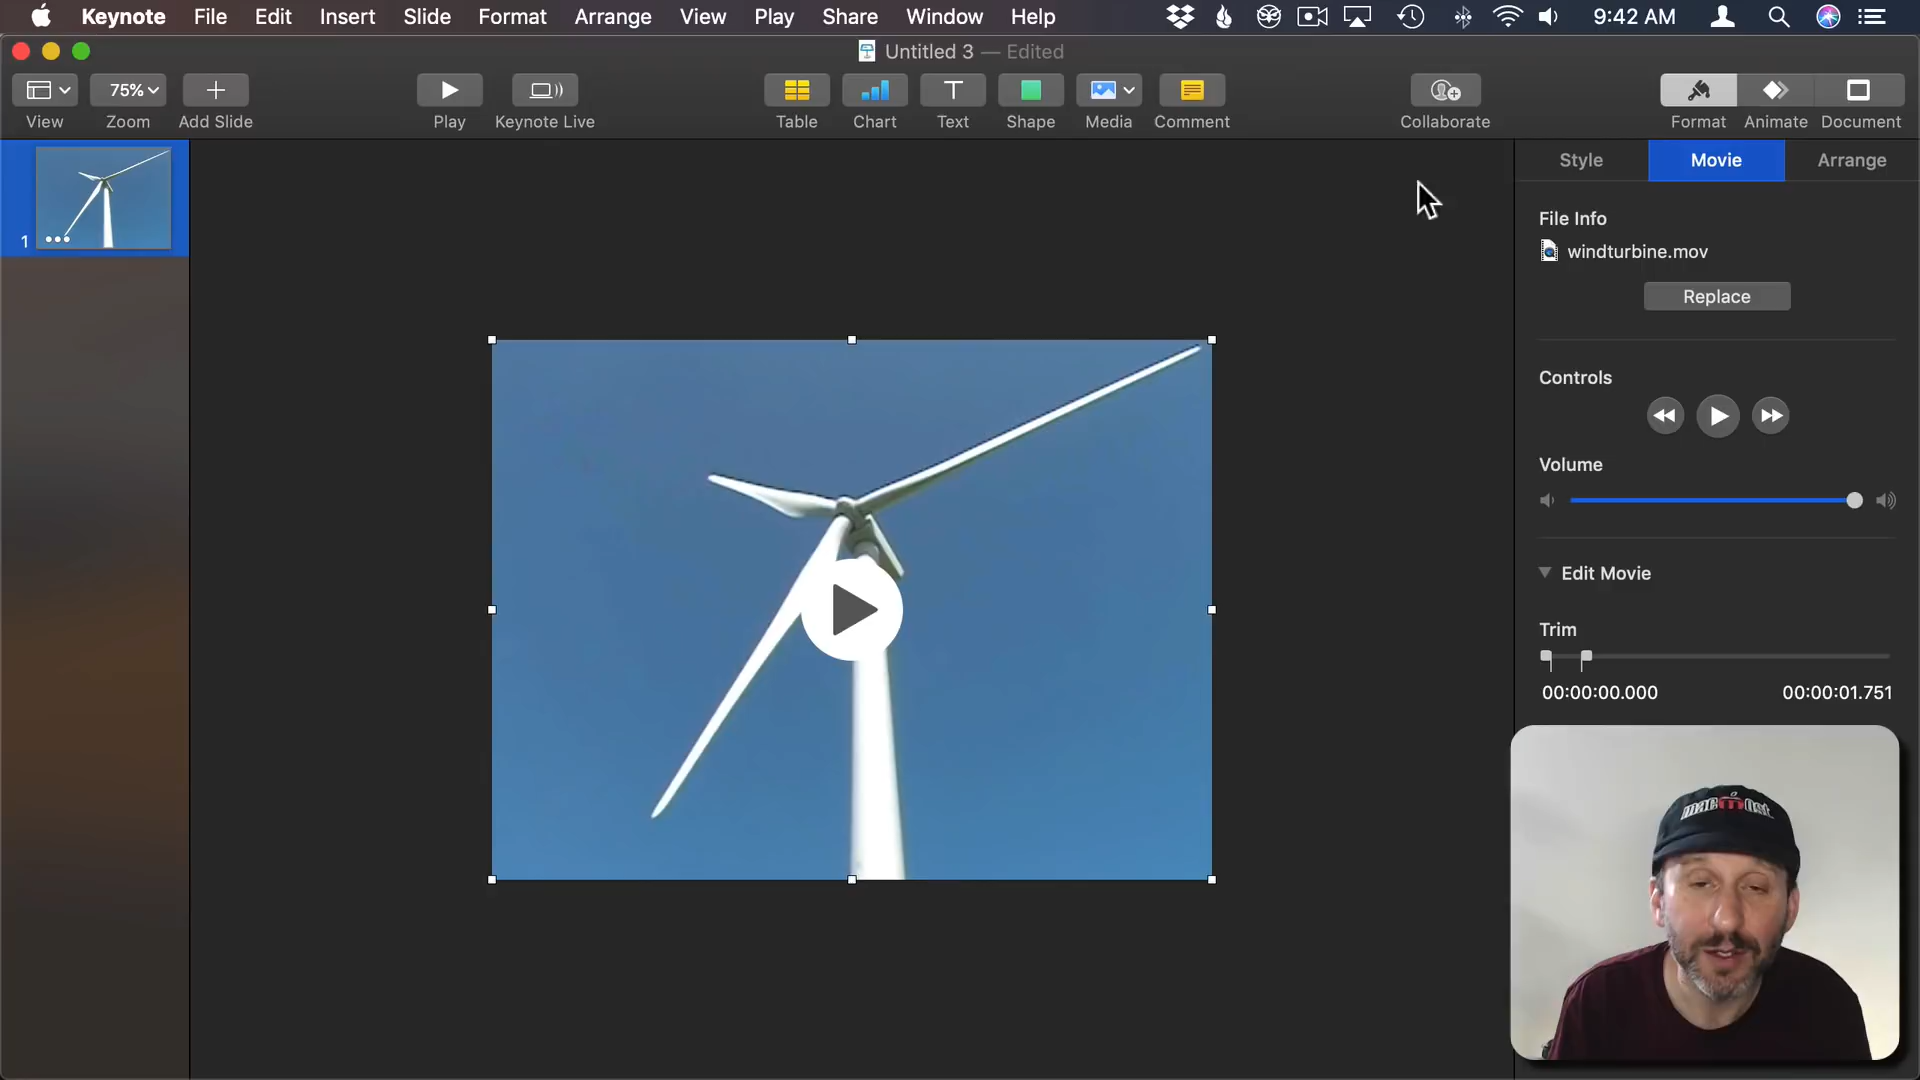 Keynote File Edit Insert Slide Format Arrange View Play Share Window Help 9:42 AM
Untitled 3 — Edited
75%
View Zoom Add Slide Play Keynote Live Table Chart Text Shape Media Comment Collaborate Format Animate Document
Style Movie Arrange
1
File Info
windturbine.mov
Replace
Controls
Volume
Edit Movie
Trim
00:00:00.000 00:00:01.751
macmost